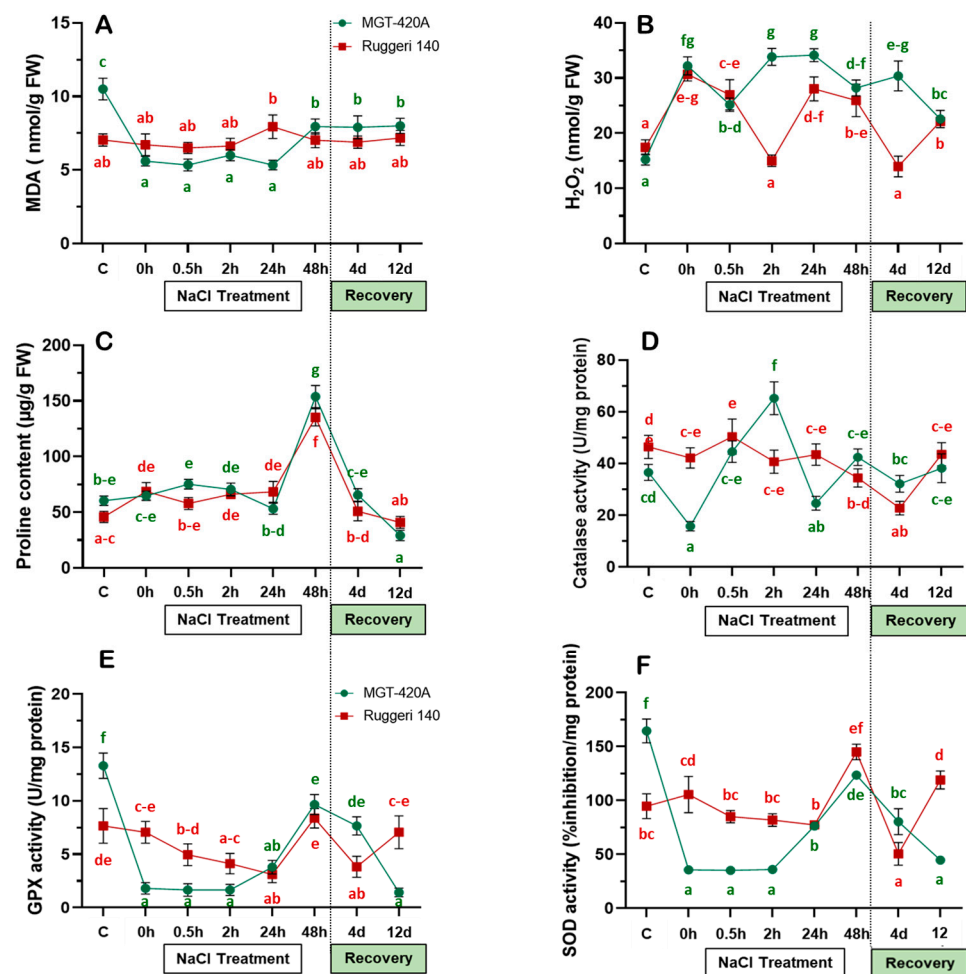 A
MGT-420A
Ruggeri 140
MDA ( nmol/g FW)
15
10
5
0
c
ab
ab
ab
b
b
b
b
ab
a
a
a
a
ab
ab
ab
C
0h
0.5h
2h
24h
48h
4d
12d
NaCl Treatment
Recovery
B
H₂O₂ (nmol/g FW)
40
30
20
10
0
fg
c-e
g
g
d-f
e-g
bc
a
e-g
b-d
d-f
b-e
b
a
a
a
C
0h
0.5h
2h
24h
48h
4d
12d
NaCl Treatment
Recovery
C
Proline content (µg/g FW)
200
150
100
50
0
g
f
b-e
de
e
de
de
c-e
ab
a-c
c-e
b-e
de
b-d
b-d
a
C
0h
0.5h
2h
24h
48h
4d
12d
NaCl Treatment
Recovery
D
Catalase actvity (U/mg protein)
80
60
40
20
0
f
d
e
c-e
e
c-e
c-e
bc
c-e
cd
c-e
c-e
b-d
c-e
a
ab
ab
C
0h
0.5h
2h
24h
48h
4d
12d
NaCl Treatment
Recovery
E
MGT-420A
Ruggeri 140
GPX activity (U/mg protein)
20
15
10
5
0
f
c-e
b-d
a-c
ab
e
de
c-e
de
a
a
a
ab
e
ab
a
C
0h
0.5h
2h
24h
48h
4d
12d
NaCl Treatment
Recovery
F
SOD activity (%inhibition/mg protein)
200
150
100
50
0
f
cd
bc
bc
b
ef
bc
d
bc
a
a
a
b
de
a
a
C
0h
0.5h
2h
24h
48h
4d
12
NaCl Treatment
Recovery